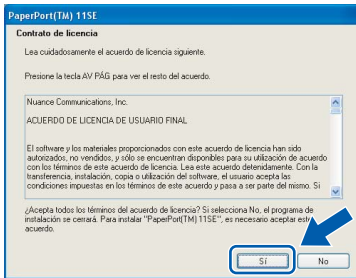 PaperPort(TM) 11SE
Contrato de licencia
Lea cuidadosamente el acuerdo de licencia siguiente.
Presione la tecla AV PÁG para ver el resto del acuerdo.
Nuance Communications, Inc.
ACUERDO DE LICENCIA DE USUARIO FINAL
El software y los materiales proporcionados con este acuerdo de licencia han sido
autorizados, no vendidos, y sólo se encuentran disponibles para su utilización de acuerdo
con los términos de este acuerdo de licencia. Lea este acuerdo detenidamente. Con la
transferencia, instalación, copia o utilización del software, el usuario acepta las
condiciones impuestas en los términos de este acuerdo y pasa a ser parte del mismo. Si
¿Acepta todos los términos del acuerdo de licencia? Si selecciona No, el programa de
instalación se cerrará. Para instalar "PaperPort(TM) 11SE", es necesario aceptar este
acuerdo.
Sí
No